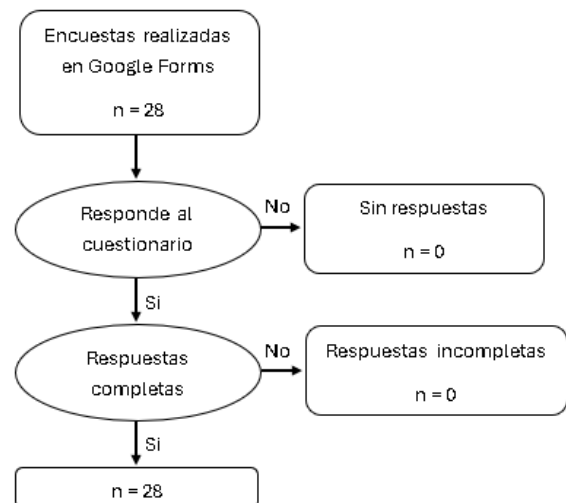 Encuestas realizadas
en Google Forms
n = 28
Responde al
cuestionario
No
Sin respuestas
n = 0
Si
Respuestas
completas
No
Respuestas incompletas
n = 0
Si
n = 28